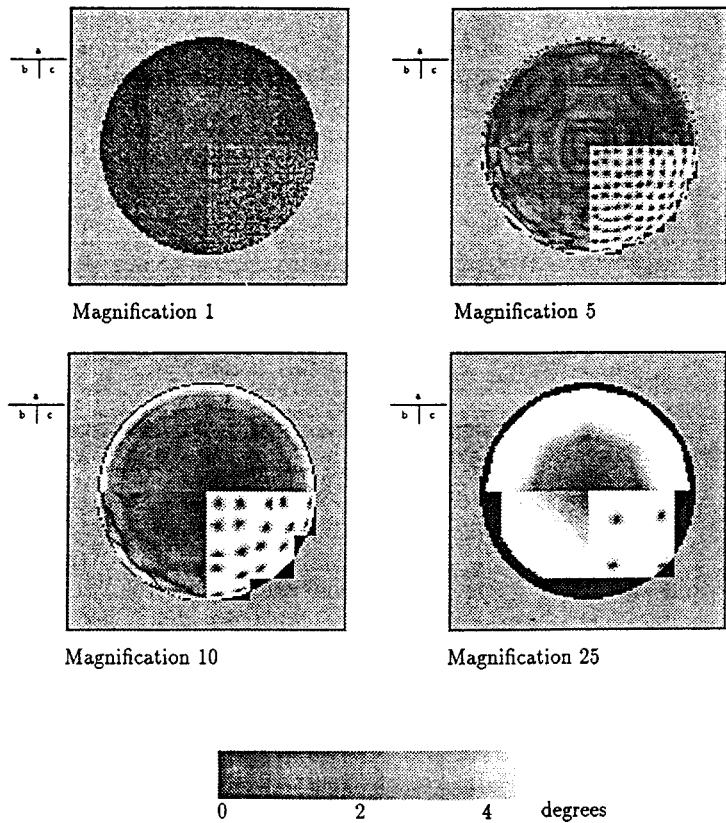 a a
b c b c
Magnification 1 Magnification 5
a a
b c b c
Magnification 10 Magnification 25
0 2 4 degrees